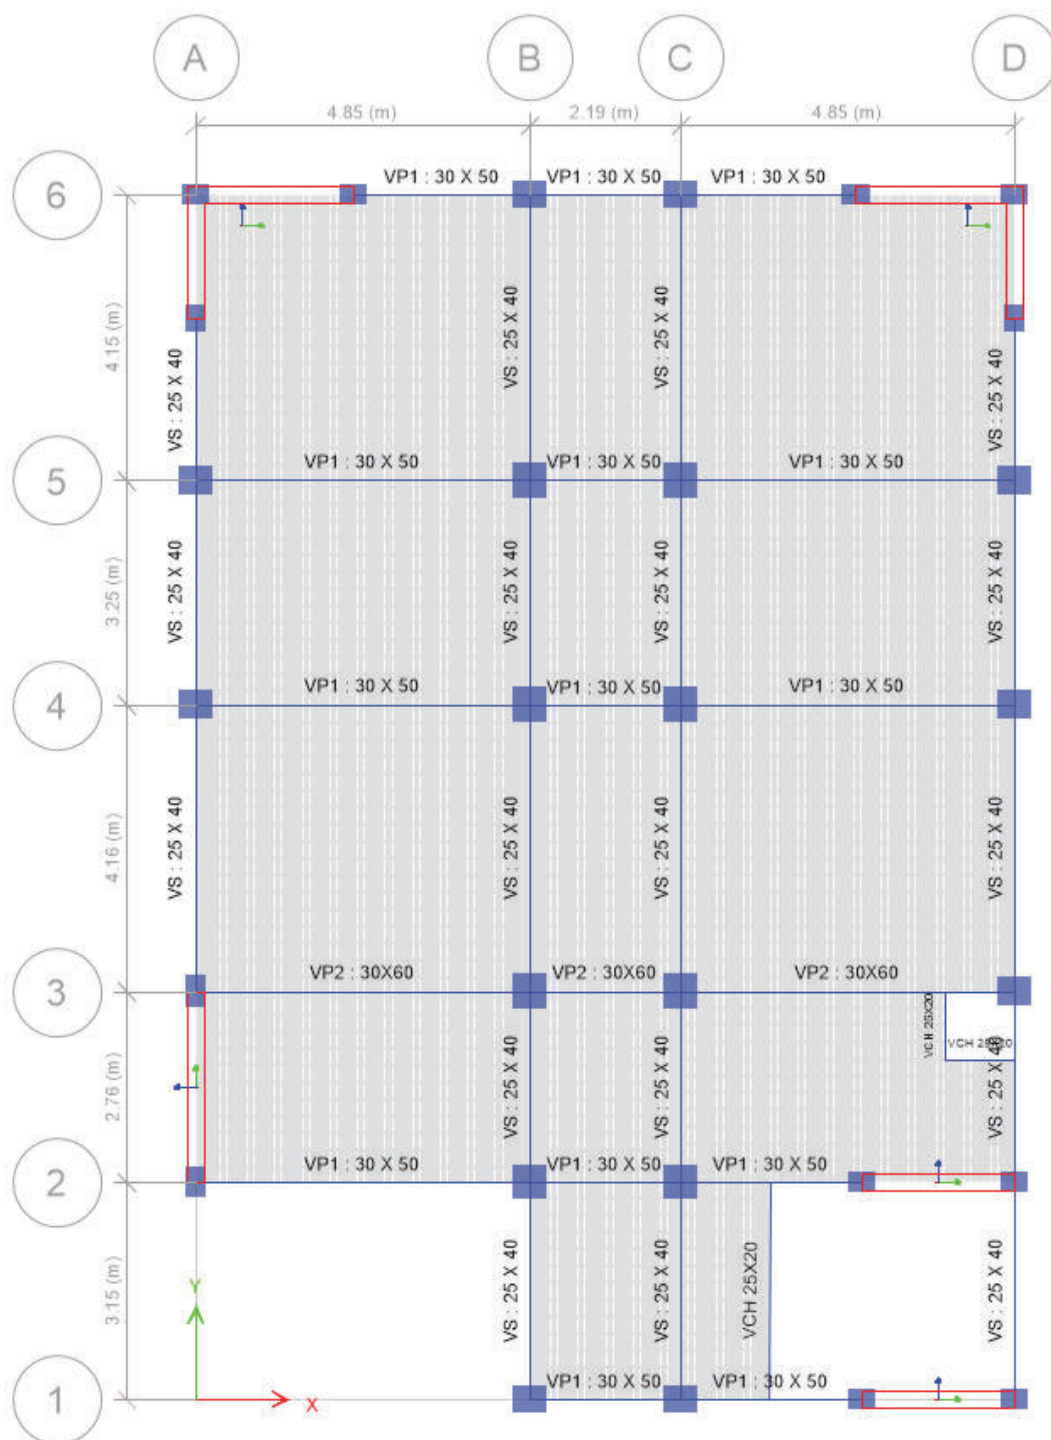 A B C D
4.85 (m) 2.19 (m) 4.85 (m)
6 VP1 : 30 X 50 VP1 : 30 X 50 VP1 : 30 X 50
4.15 (m) VS : 25 X 40 VS : 25 X 40 VS : 25 X 40 VS : 25 X 40
5 VP1 : 30 X 50 VP1 : 30 X 50 VP1 : 30 X 50
3.25 (m) VS : 25 X 40 VS : 25 X 40 VS : 25 X 40 VS : 25 X 40
4 VP1 : 30 X 50 VP1 : 30 X 50 VP1 : 30 X 50
4.16 (m) VS : 25 X 40 VS : 25 X 40 VS : 25 X 40 VS : 25 X 40
3 VP2 : 30X60 VP2 : 30X60 VP2 : 30X60
2.76 (m) VS : 25 X 40 VS : 25 X 40 VCH 25X20 VCH 25X20 VS : 25 X 40
2 VP1 : 30 X 50 VP1 : 30 X 50 VP1 : 30 X 50
3.15 (m) Y VS : 25 X 40 VS : 25 X 40 VCH 25X20 VS : 25 X 40
1 X VP1 : 30 X 50 VP1 : 30 X 50